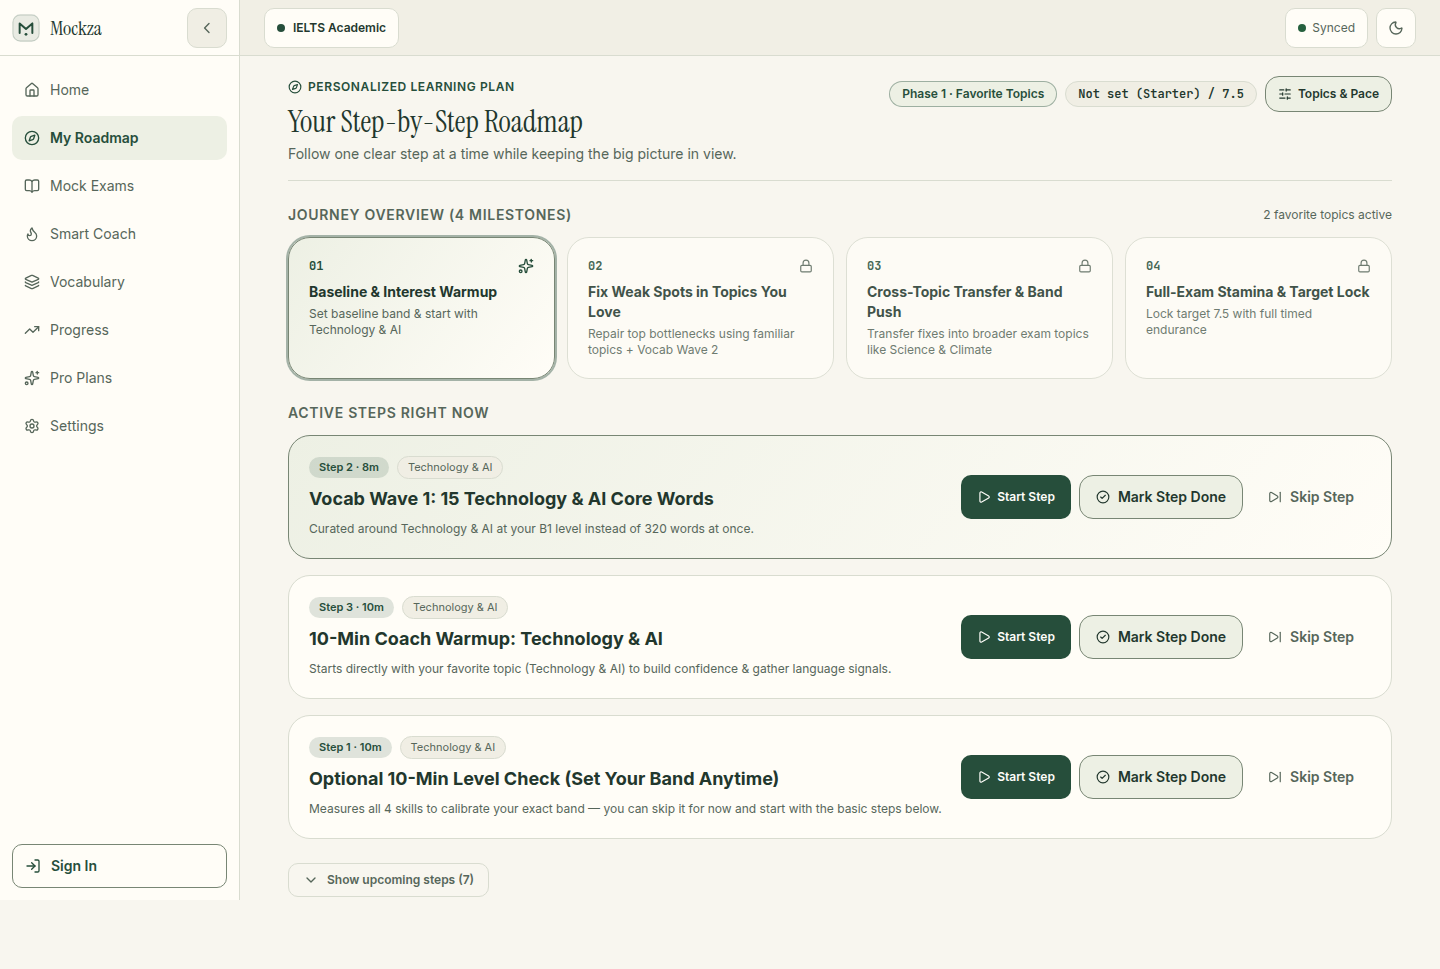 Mockza
IELTS Academic
Synced
Home
My Roadmap
Mock Exams
Smart Coach
Vocabulary
Progress
Pro Plans
Settings
Sign In
PERSONALIZED LEARNING PLAN
Your Step-by-Step Roadmap
Follow one clear step at a time while keeping the big picture in view.
Phase 1 · Favorite Topics
Not set (Starter) / 7.5
Topics & Pace
JOURNEY OVERVIEW (4 MILESTONES)
2 favorite topics active
01
Baseline & Interest Warmup
Set baseline band & start with
Technology & AI
02
Fix Weak Spots in Topics You
Love
Repair top bottlenecks using familiar
topics + Vocab Wave 2
03
Cross-Topic Transfer & Band
Push
Transfer fixes into broader exam topics
like Science & Climate
04
Full-Exam Stamina & Target Lock
Lock target 7.5 with full timed
endurance
ACTIVE STEPS RIGHT NOW
Step 2 · 8m
Technology & AI
Vocab Wave 1: 15 Technology & AI Core Words
Curated around Technology & AI at your B1 level instead of 320 words at once.
Start Step
Mark Step Done
Skip Step
Step 3 · 10m
Technology & AI
10-Min Coach Warmup: Technology & AI
Starts directly with your favorite topic (Technology & AI) to build confidence & gather language signals.
Start Step
Mark Step Done
Skip Step
Step 1 · 10m
Technology & AI
Optional 10-Min Level Check (Set Your Band Anytime)
Measures all 4 skills to calibrate your exact band — you can skip it for now and start with the basic steps below.
Start Step
Mark Step Done
Skip Step
Show upcoming steps (7)